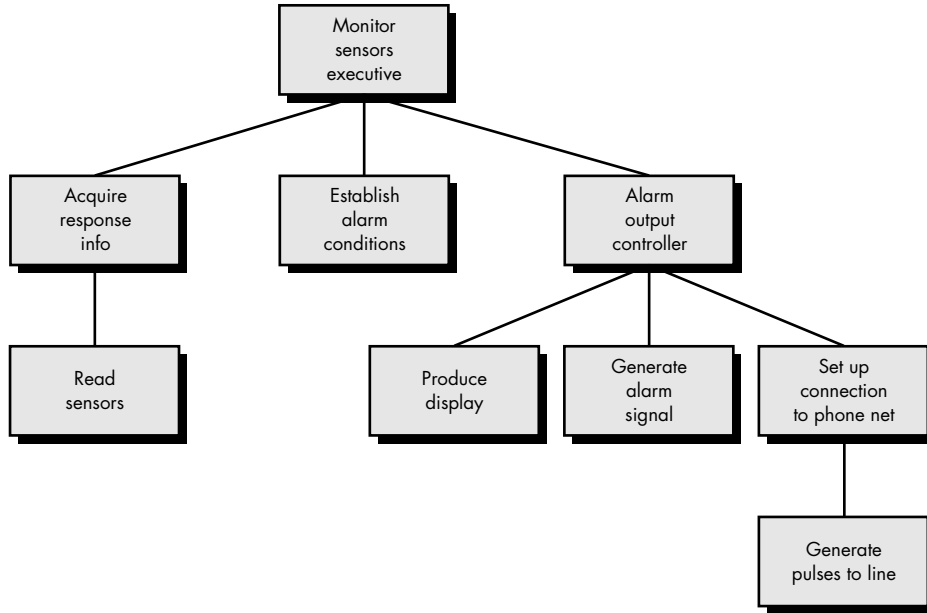 Monitor
sensors
executive
Acquire
response
info
Establish
alarm
conditions
Alarm
output
controller
Read
sensors
Produce
display
Generate
alarm
signal
Set up
connection
to phone net
Generate
pulses to line